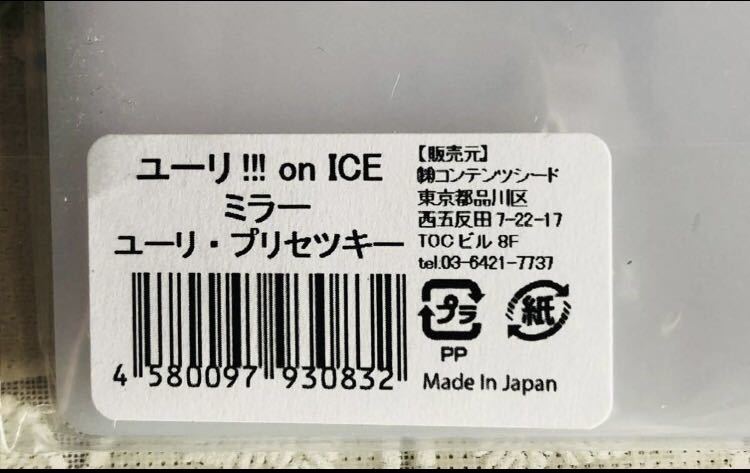 ユーリ!!! on ICE
ミラー
ユーリ・プリセツキー
4 580097 930832
【販売元】
㈱コンテンツシード
東京都品川区
西五反田 7-22-17
TOCビル 8F
tel.03-6421-7737
プラ
PP
紙
Made In Japan